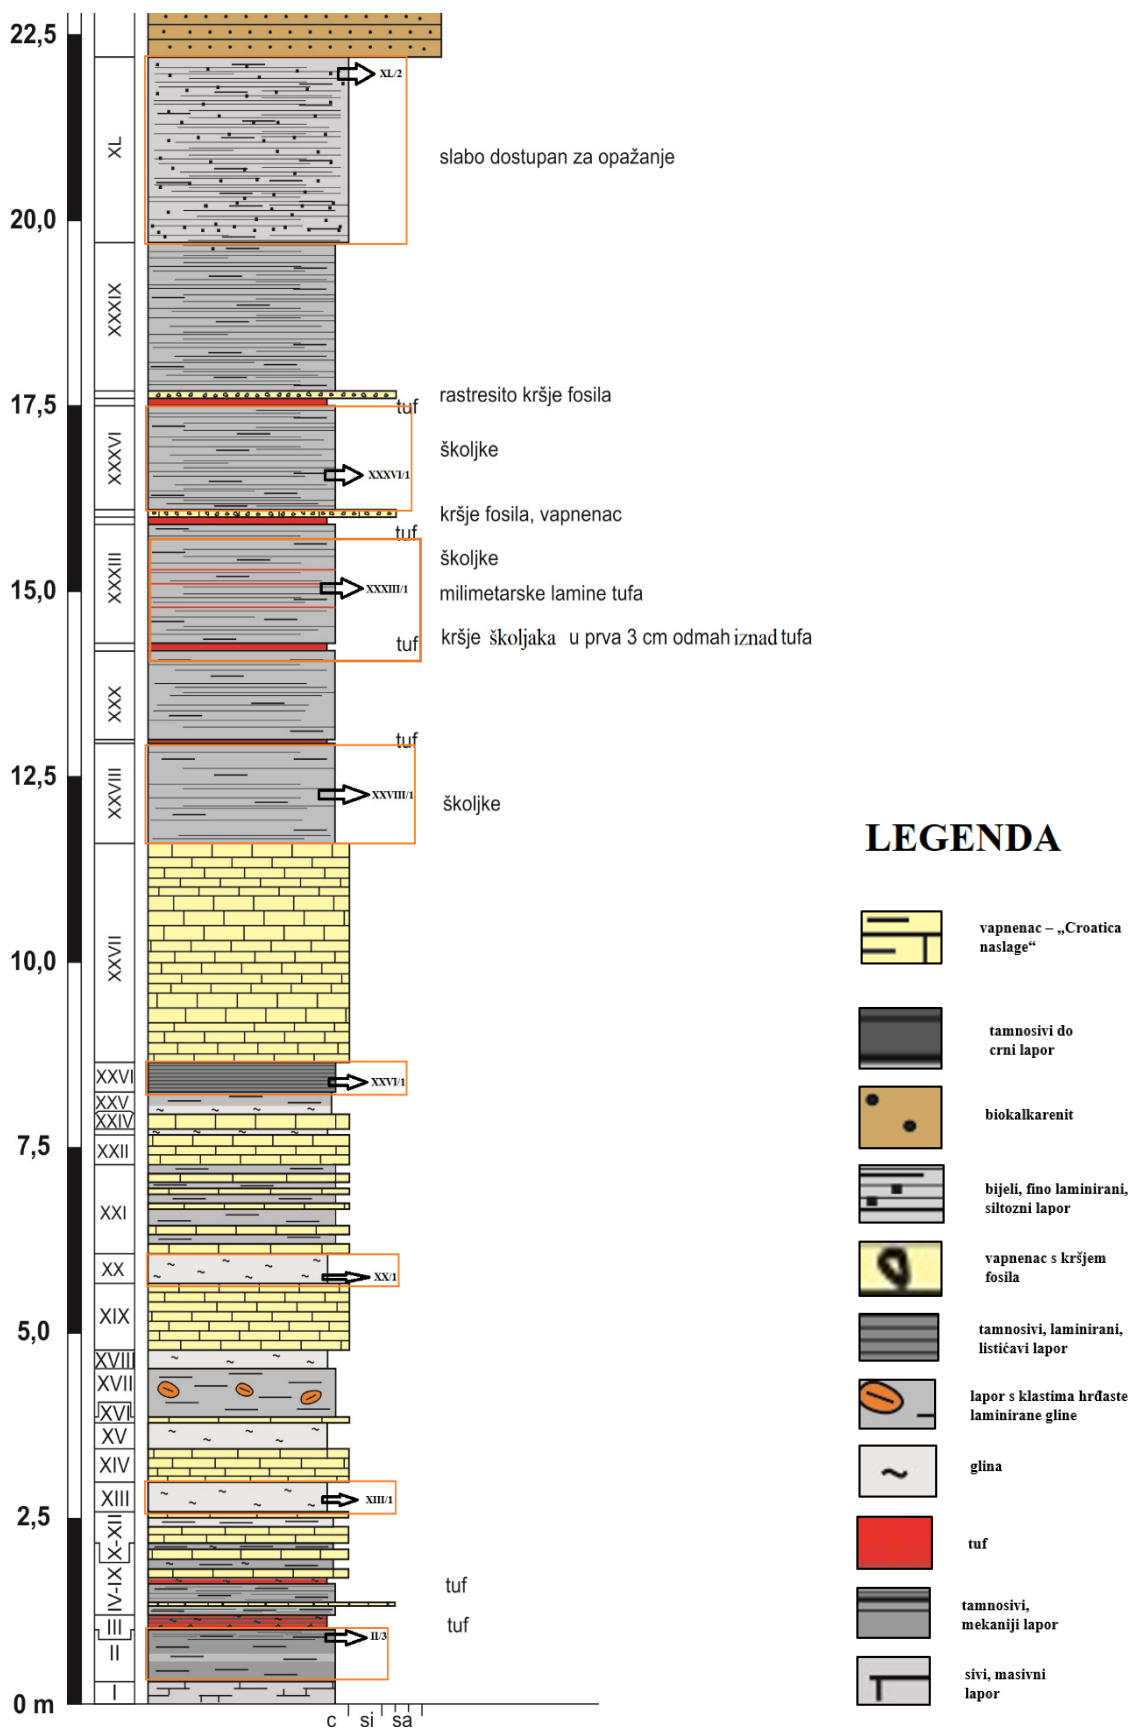 22,5
XL/2
XL
slabo dostupan za opažanje
20,0
XXXIX
rastresito kršje fosila
17,5
tuf
XXXVI
školjke
XXXVI/1
kršje fosila, vapnenac
tuf
XXXIII
školjke
15,0
XXXIII/1
milimetarske lamine tufa
tuf
kršje školjaka u prva 3 cm odmah iznad tufa
XXX
tuf
12,5
XXVIII
XXVIII/1
školjke
LEGENDA
vapnenac – „Croatica
naslage“
XXVII
10,0
tamnosivi do
crni lapor
XXVI
XXVI/1
XXV
XXIV
biokalkarenit
7,5
XXII
XXI
bijeli, fino laminirani,
siltozni lapor
XX
XX/1
vapnenac s kršjem
fosila
XIX
5,0
tamnosivi, laminirani,
listićavi lapor
XVIII
XVII
XVI
lapor s klastima hrđaste
laminirane gline
XV
XIV
glina
XIII
XIII/1
2,5
X-XII
tuf
IV-IX
tuf
III
tuf
tamnosivi,
mekaniji lapor
II
II/3
I
sivi, masivni
lapor
0 m
c si sa